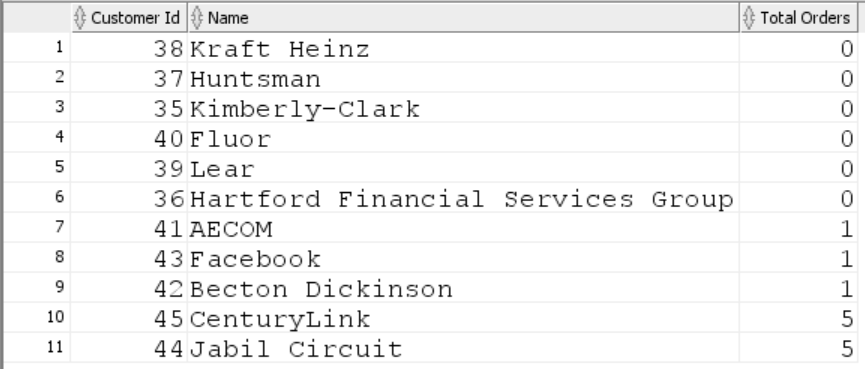 Customer Id Name Total Orders
1 38 Kraft Heinz 0
2 37 Huntsman 0
3 35 Kimberly-Clark 0
4 40 Fluor 0
5 39 Lear 0
6 36 Hartford Financial Services Group 0
7 41 AECOM 1
8 43 Facebook 1
9 42 Becton Dickinson 1
10 45 CenturyLink 5
11 44 Jabil Circuit 5